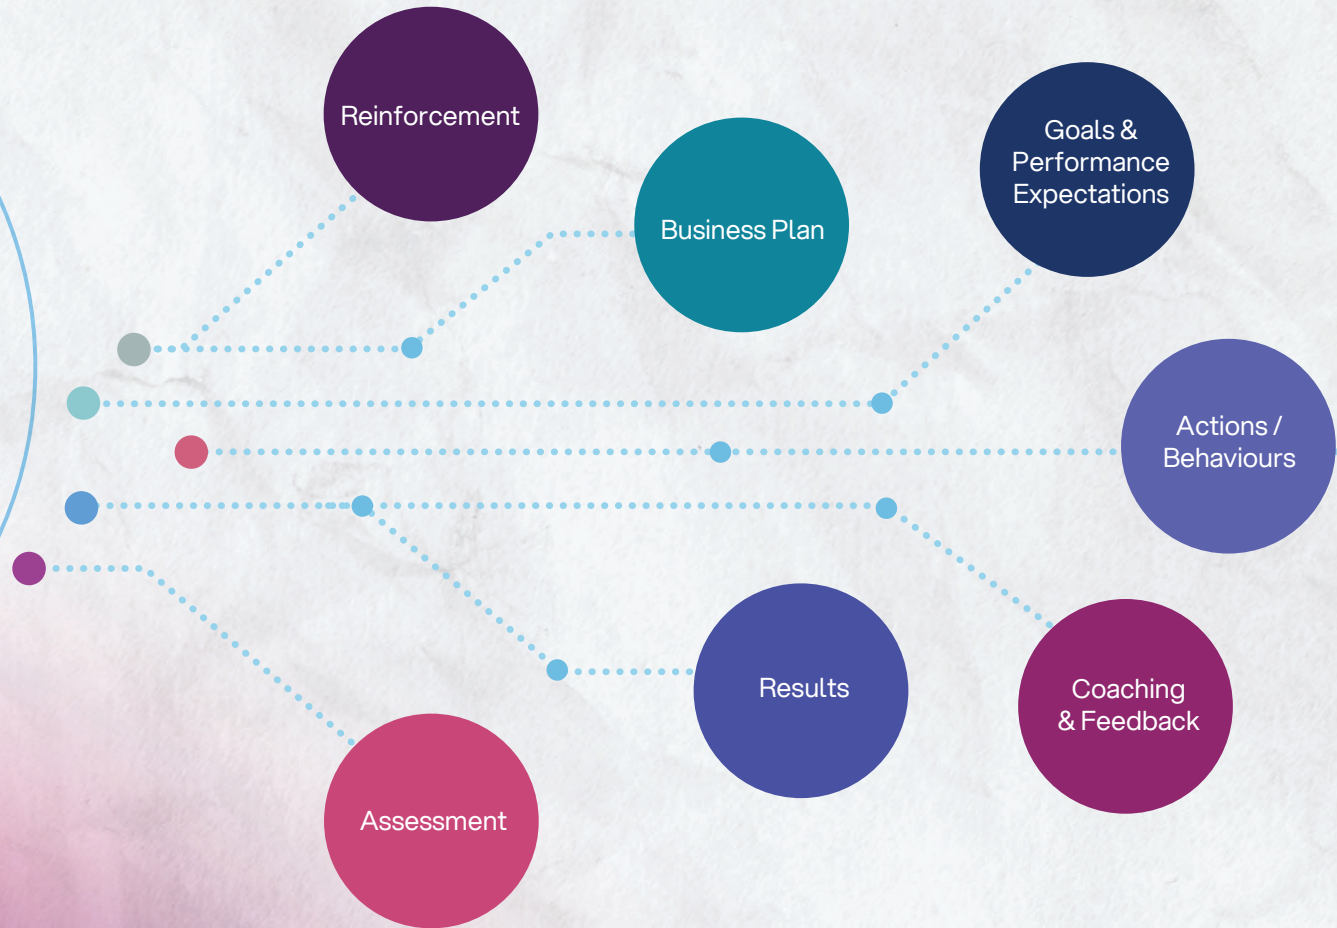 Reinforcement
Business Plan
Goals &
Performance
Expectations
Actions /
Behaviours
Results
Coaching
& Feedback
Assessment